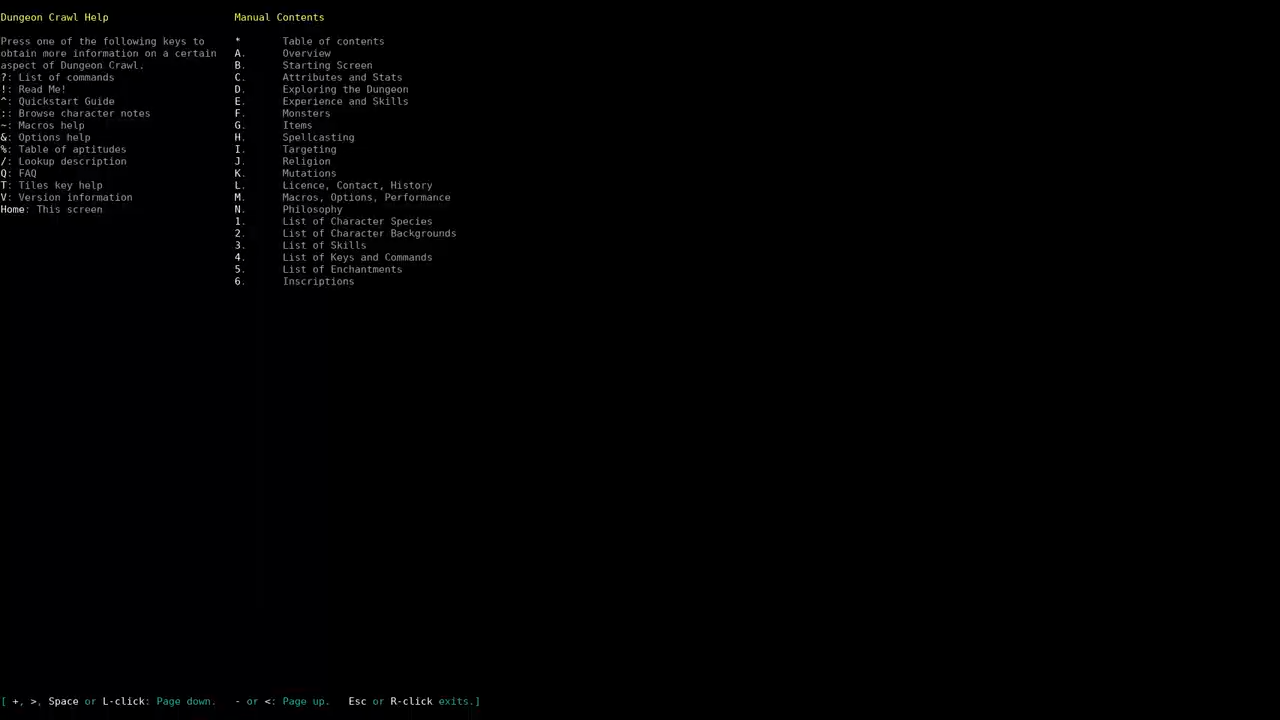 Dungeon Crawl Help
Press one of the following keys to
obtain more information on a certain
aspect of Dungeon Crawl.
?: List of commands
!: Read Me!
^: Quickstart Guide
:: Browse character notes
~: Macros help
&: Options help
%: Table of aptitudes
/: Lookup description
Q: FAQ
T: Tiles key help
V: Version information
Home: This screen
Manual Contents
* Table of contents
A. Overview
B. Starting Screen
C. Attributes and Stats
D. Exploring the Dungeon
E. Experience and Skills
F. Monsters
G. Items
H. Spellcasting
I. Targeting
J. Religion
K. Mutations
L. Licence, Contact, History
M. Macros, Options, Performance
N. Philosophy
1. List of Character Species
2. List of Character Backgrounds
3. List of Skills
4. List of Keys and Commands
5. List of Enchantments
6. Inscriptions
[ +, >, Space or L-click: Page down. - or <: Page up. Esc or R-click exits.]